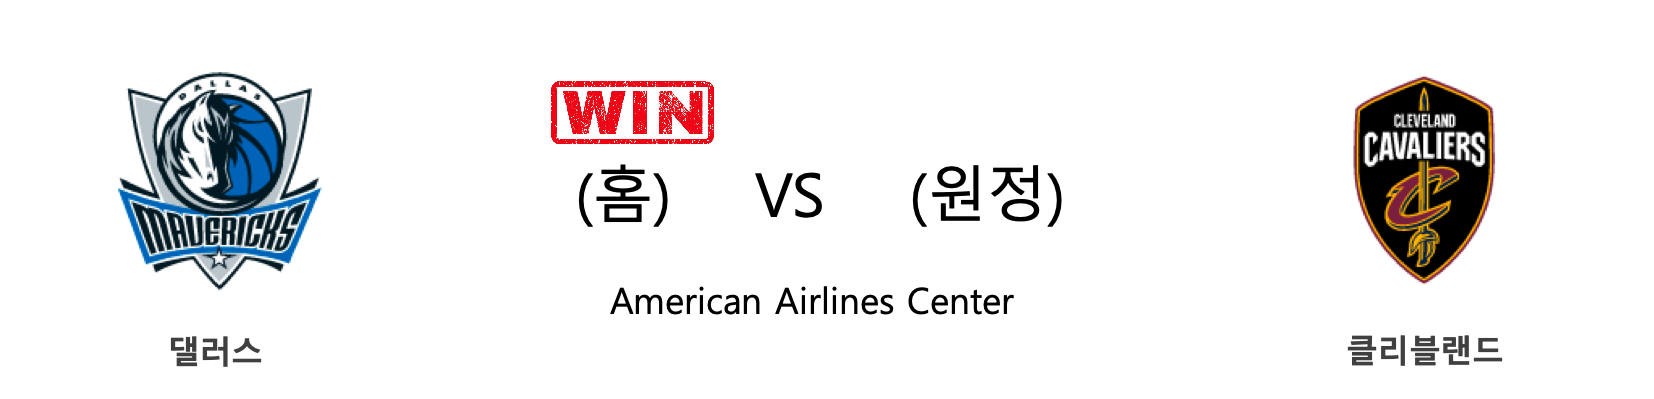 DALLAS
MAVERICKS
WIN
(홈) VS (원정)
CLEVELAND
CAVALIERS
C
American Airlines Center
댈러스
클리블랜드